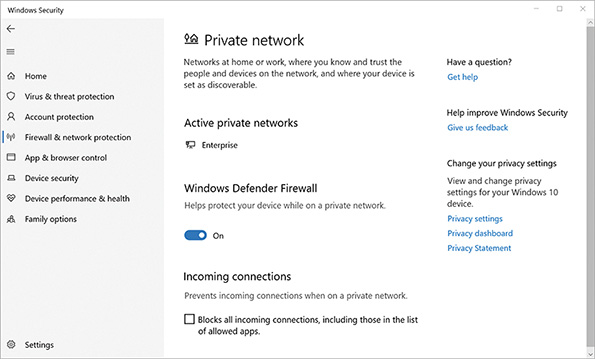 Windows Security
Home
Virus & threat protection
Account protection
Firewall & network protection
App & browser control
Device security
Device performance & health
Family options
Settings
Private network
Networks at home or work, where you know and trust the
people and devices on the network, and where your device is
set as discoverable.
Active private networks
Enterprise
Windows Defender Firewall
Helps protect your device while on a private network.
On
Incoming connections
Prevents incoming connections when on a private network.
Blocks all incoming connections, including those in the list
of allowed apps.
Have a question?
Get help
Help improve Windows Security
Give us feedback
Change your privacy settings
View and change privacy
settings for your Windows 10
device.
Privacy settings
Privacy dashboard
Privacy Statement